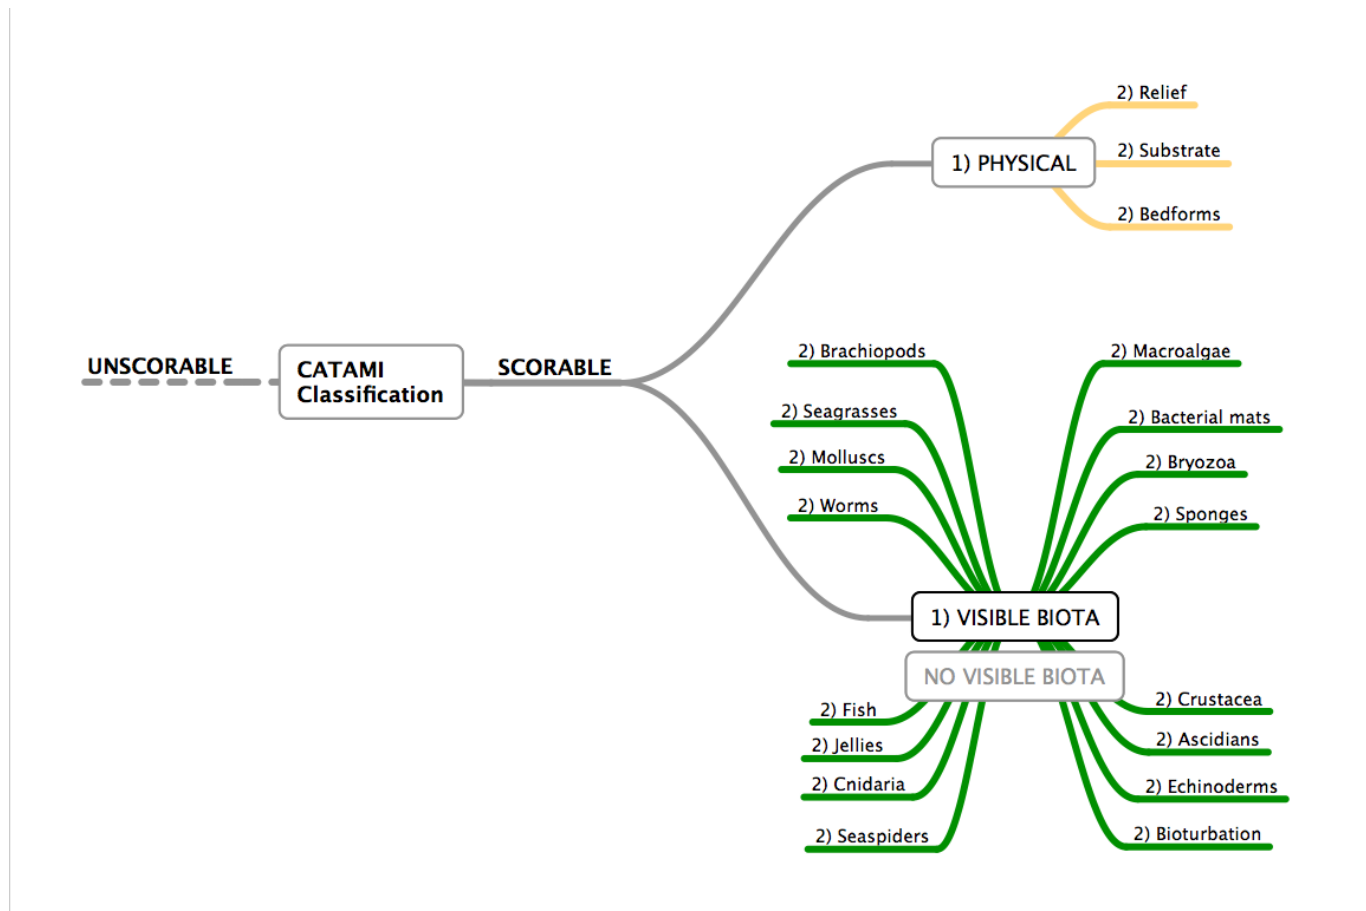 2) Relief
1) PHYSICAL
2) Substrate
2) Bedforms
UNSCORABLE
CATAMI
Classification
SCORABLE
2) Brachiopods
2) Seagrasses
2) Molluscs
2) Worms
2) Macroalgae
2) Bacterial mats
2) Bryozoa
2) Sponges
1) VISIBLE BIOTA
NO VISIBLE BIOTA
2) Fish
2) Jellies
2) Cnidaria
2) Seaspiders
2) Crustacea
2) Ascidians
2) Echinoderms
2) Bioturbation